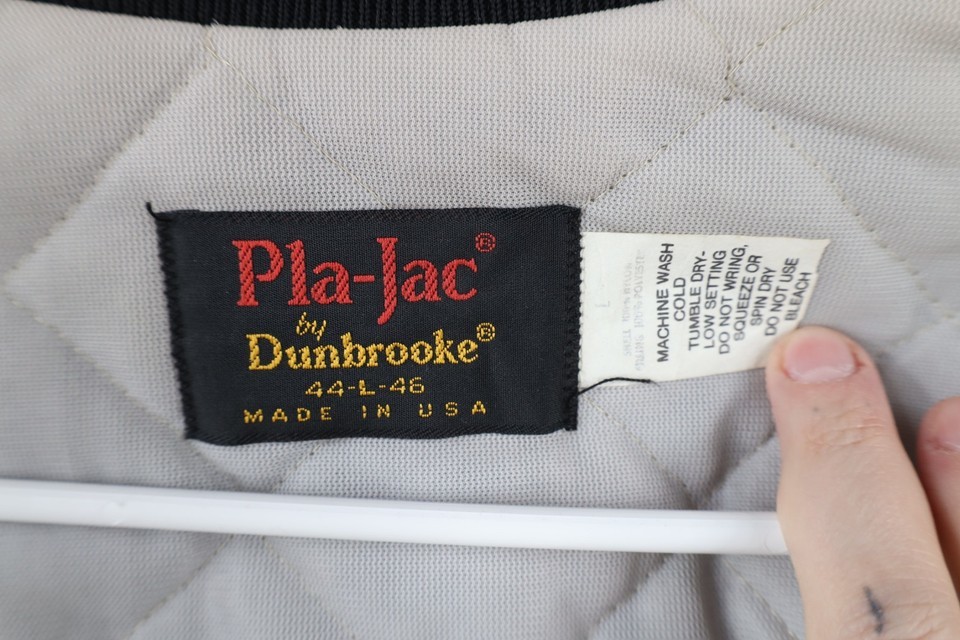 Pla-Jac®
by
Dunbrooke®
44-L-46
MADE IN USA
MACHINE WASH
COLD
TUMBLE DRY-
LOW SETTING
DO NOT WRING,
SQUEEZE OR
SPIN DRY
DO NOT USE
BLEACH